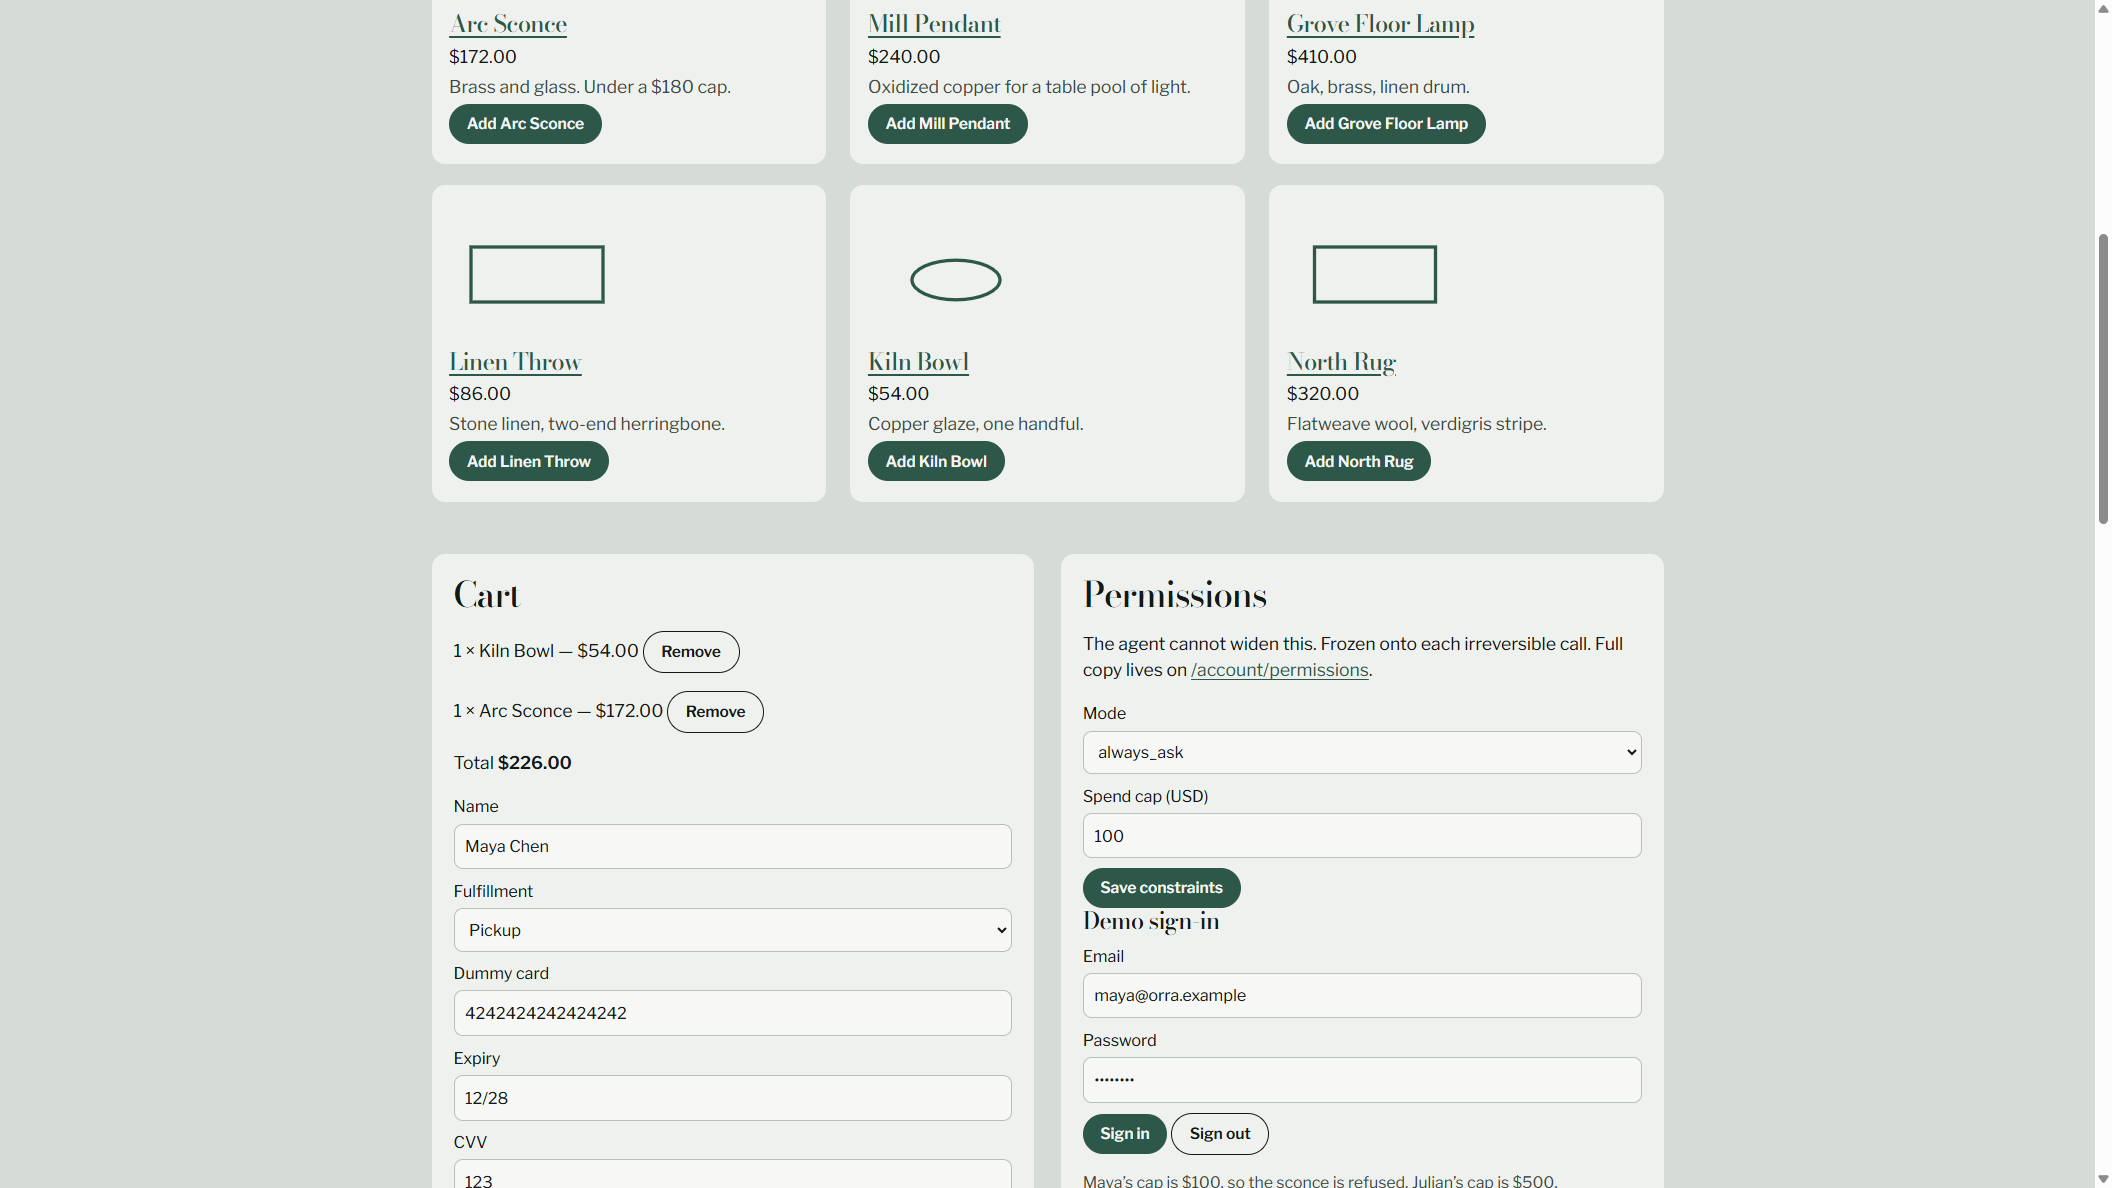 Arc Sconce
$172.00
Brass and glass. Under a $180 cap.
Add Arc Sconce
Mill Pendant
$240.00
Oxidized copper for a table pool of light.
Add Mill Pendant
Grove Floor Lamp
$410.00
Oak, brass, linen drum.
Add Grove Floor Lamp
Linen Throw
$86.00
Stone linen, two-end herringbone.
Add Linen Throw
Kiln Bowl
$54.00
Copper glaze, one handful.
Add Kiln Bowl
North Rug
$320.00
Flatweave wool, verdigris stripe.
Add North Rug
Cart
1 × Kiln Bowl — $54.00 Remove
1 × Arc Sconce — $172.00 Remove
Total $226.00
Name
Maya Chen
Fulfillment
Pickup
Dummy card
4242424242424242
Expiry
12/28
CVV
123
Permissions
The agent cannot widen this. Frozen onto each irreversible call. Full
copy lives on /account/permissions.
Mode
always_ask
Spend cap (USD)
100
Save constraints
Demo sign-in
Email
maya@orra.example
Password
••••••••
Sign in Sign out
Maya's cap is $100, so the sconce is refused. Julian's cap is $500.